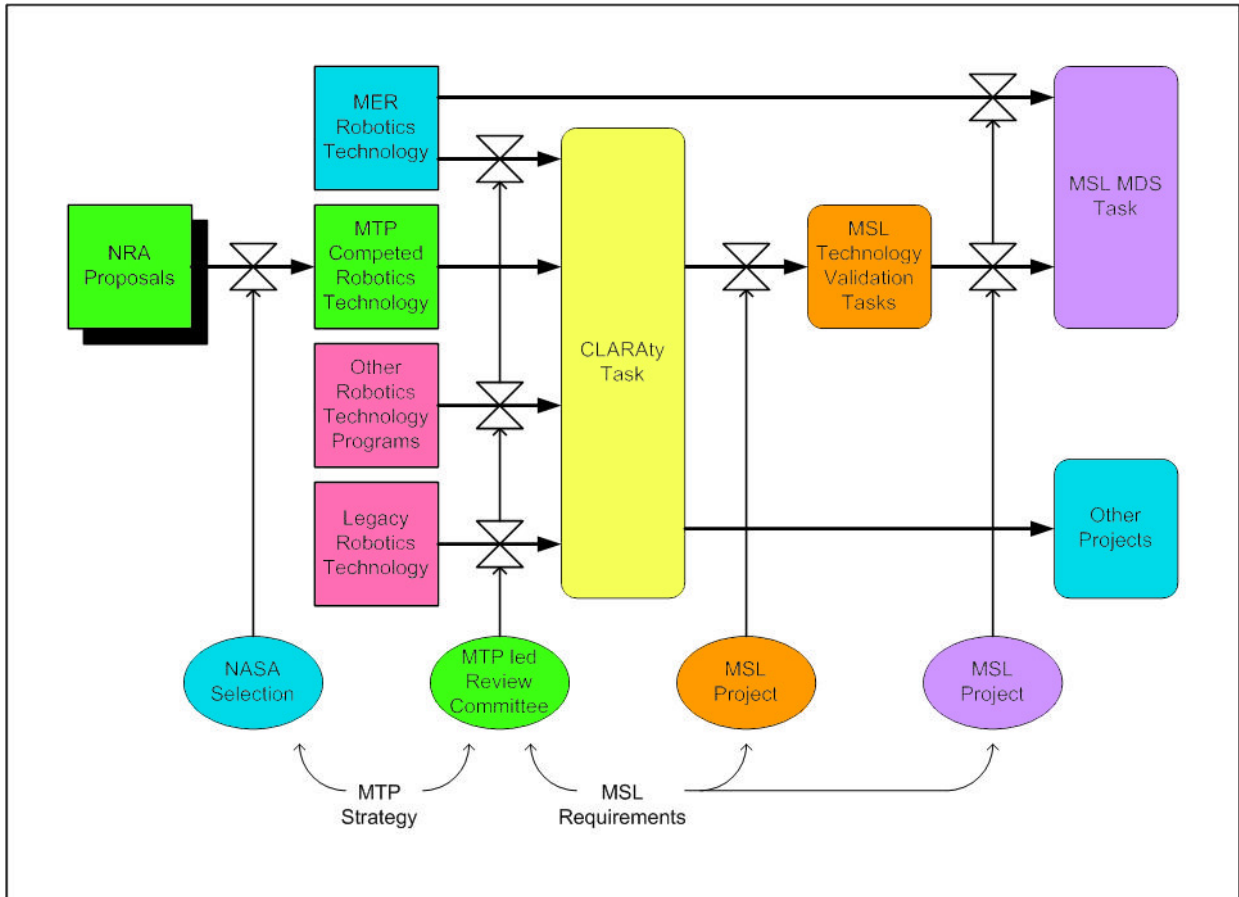 MER
Robotics
Technology
MSL MDS
Task
NRA
Proposals
MTP
Competed
Robotics
Technology
MSL
Technology
Validation
Tasks
CLARAty
Task
Other
Robotics
Technology
Programs
Legacy
Robotics
Technology
Other
Projects
NASA
Selection
MTP led
Review
Committee
MSL
Project
MSL
Project
MTP
Strategy
MSL
Requirements